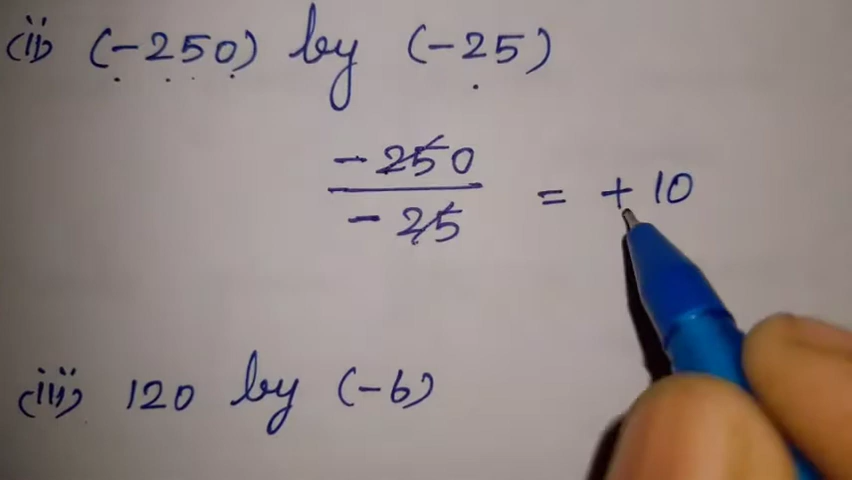 (ii) (-250) by (-25)
-250
-25
= +10
(iii) 120 by (-6)